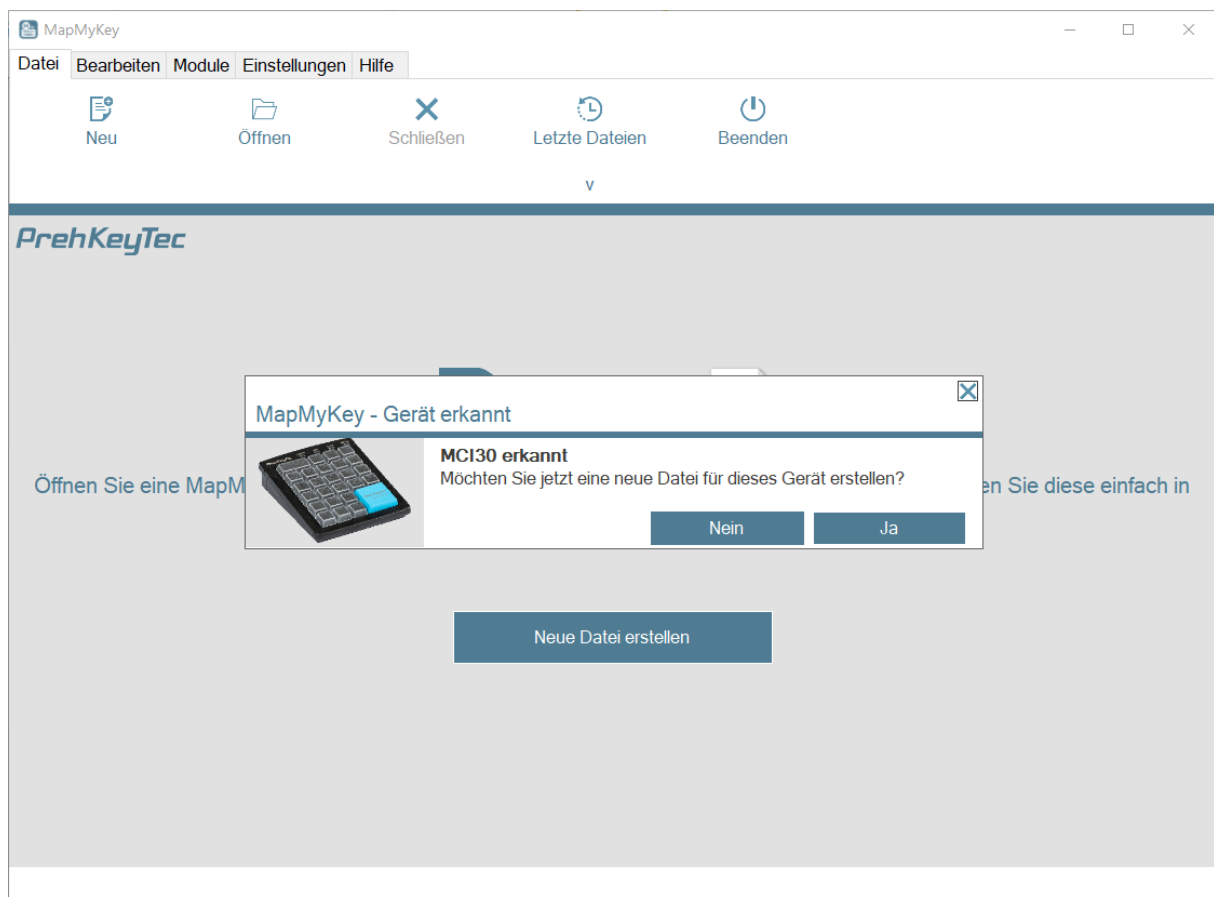 MapMyKey
Datei Bearbeiten Module Einstellungen Hilfe
Neu Öffnen Schließen Letzte Dateien Beenden
v
PrehKeyTec
MapMyKey - Gerät erkannt
MCI30 erkannt
Möchten Sie jetzt eine neue Datei für dieses Gerät erstellen?
Nein Ja
Öffnen Sie eine MapM
en Sie diese einfach in
Neue Datei erstellen